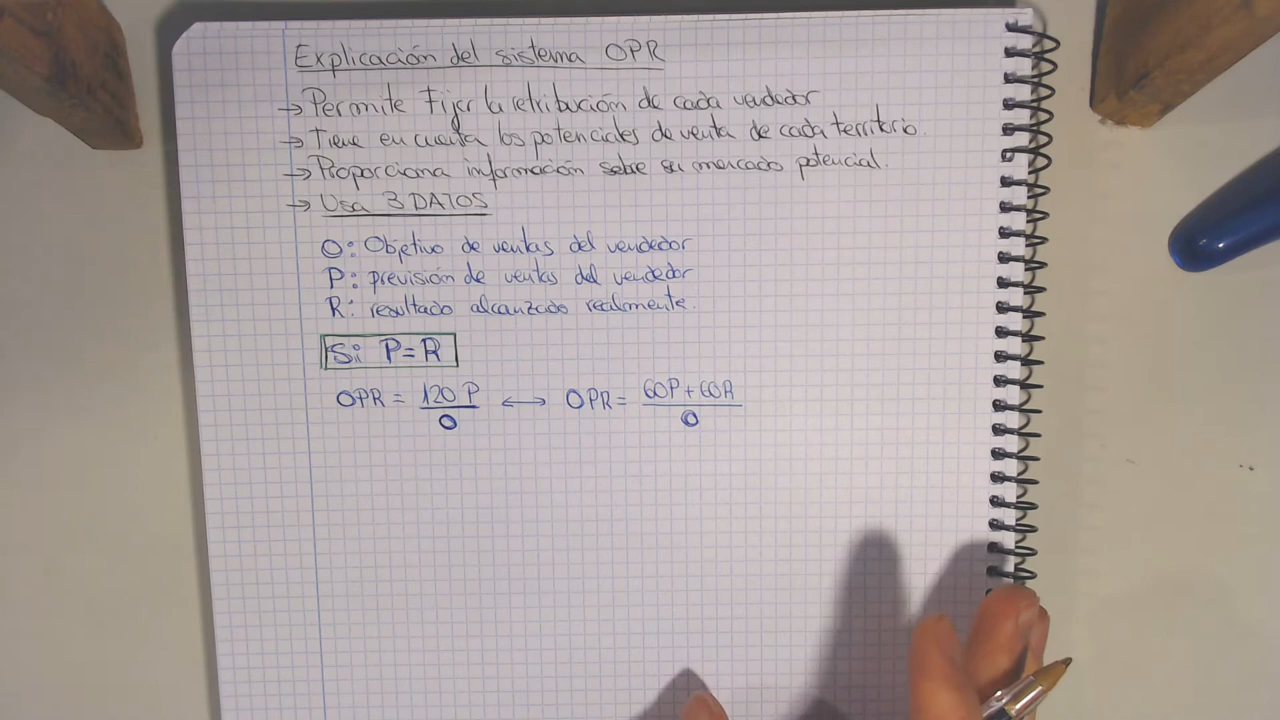 Explicación del sistema OPR
→ Permite fijar la retribución de cada vendedor
→ Tiene en cuenta los potenciales de venta de cada territorio.
→ Proporciona información sobre su mercado potencial.
→ Usa 3 DATOS
O: Objetivo de ventas del vendedor
P: previsión de ventas del vendedor
R: resultado alcanzado realmente.
Si P=R
OPR = 120 P / O ↔ OPR = 60P + 60R / O